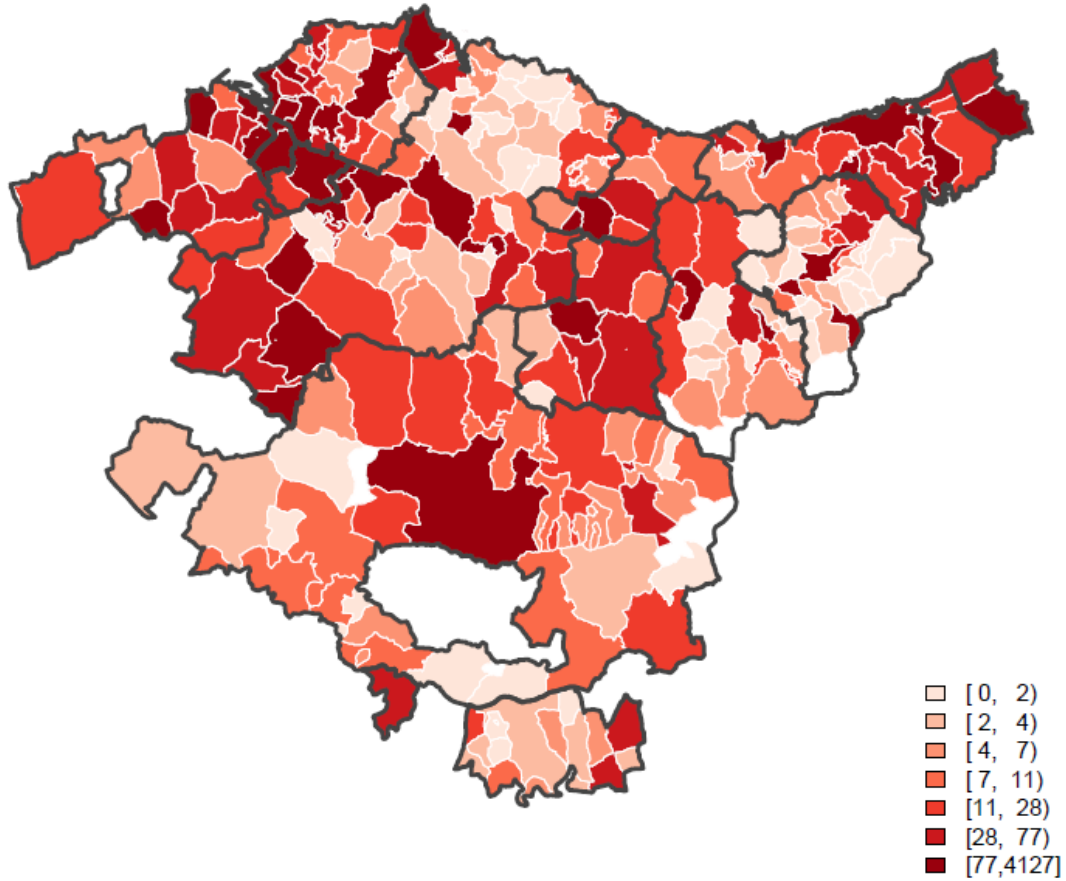 [ 0, 2)
[ 2, 4)
[ 4, 7)
[ 7, 11)
[11, 28)
[28, 77)
[77,4127]